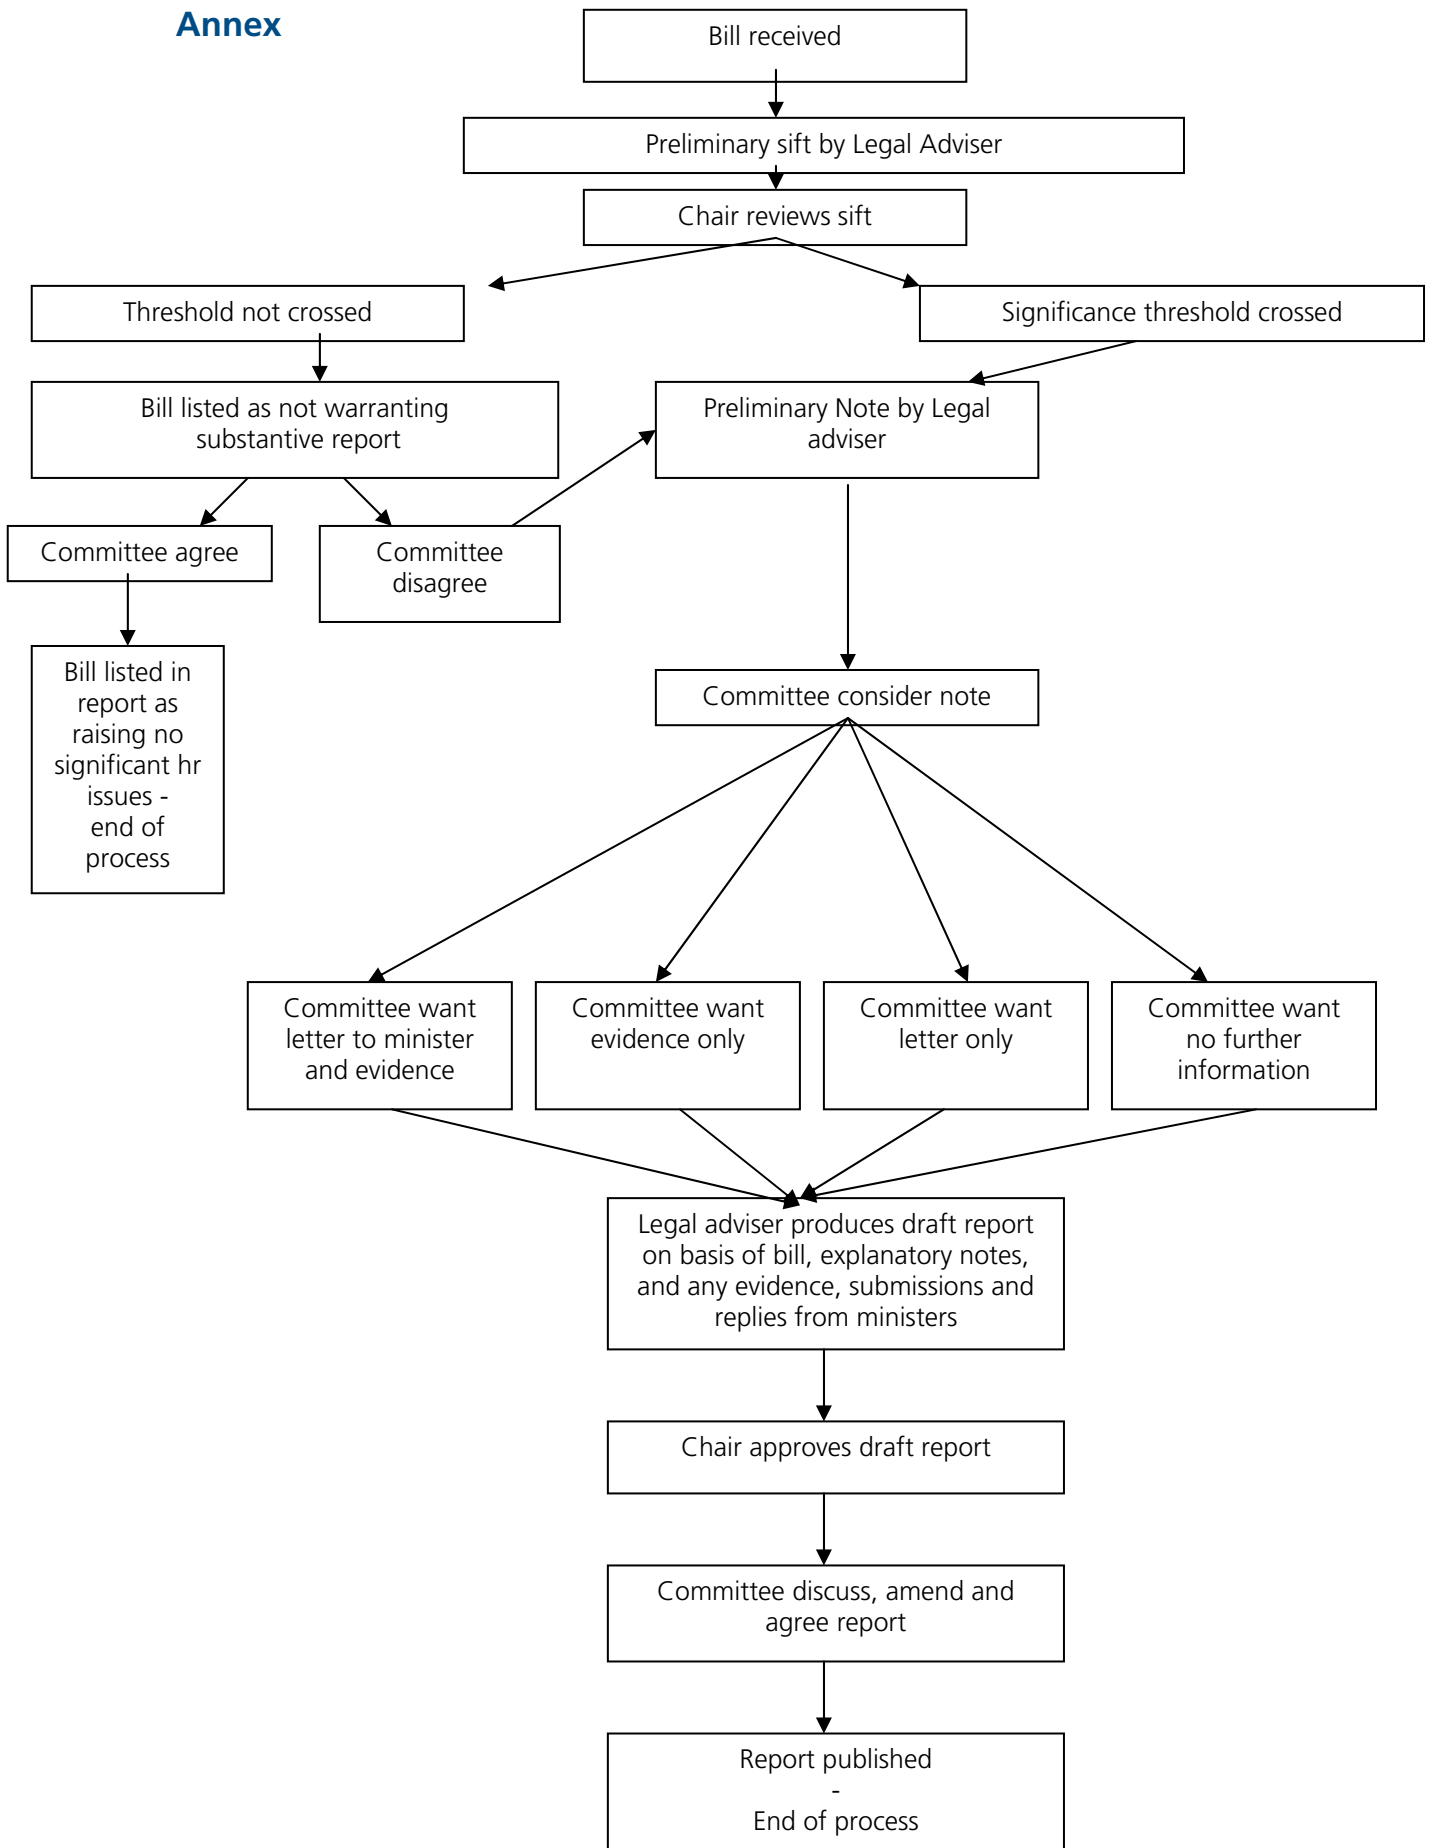 Annex
Bill received
Preliminary sift by Legal Adviser
Chair reviews sift
Threshold not crossed
Significance threshold crossed
Bill listed as not warranting
substantive report
Preliminary Note by Legal
adviser
Committee agree
Committee
disagree
Bill listed in
report as
raising no
significant hr
issues -
end of
process
Committee consider note
Committee want
letter to minister
and evidence
Committee want
evidence only
Committee want
letter only
Committee want
no further
information
Legal adviser produces draft report
on basis of bill, explanatory notes,
and any evidence, submissions and
replies from ministers
Chair approves draft report
Committee discuss, amend and
agree report
Report published
-
End of process